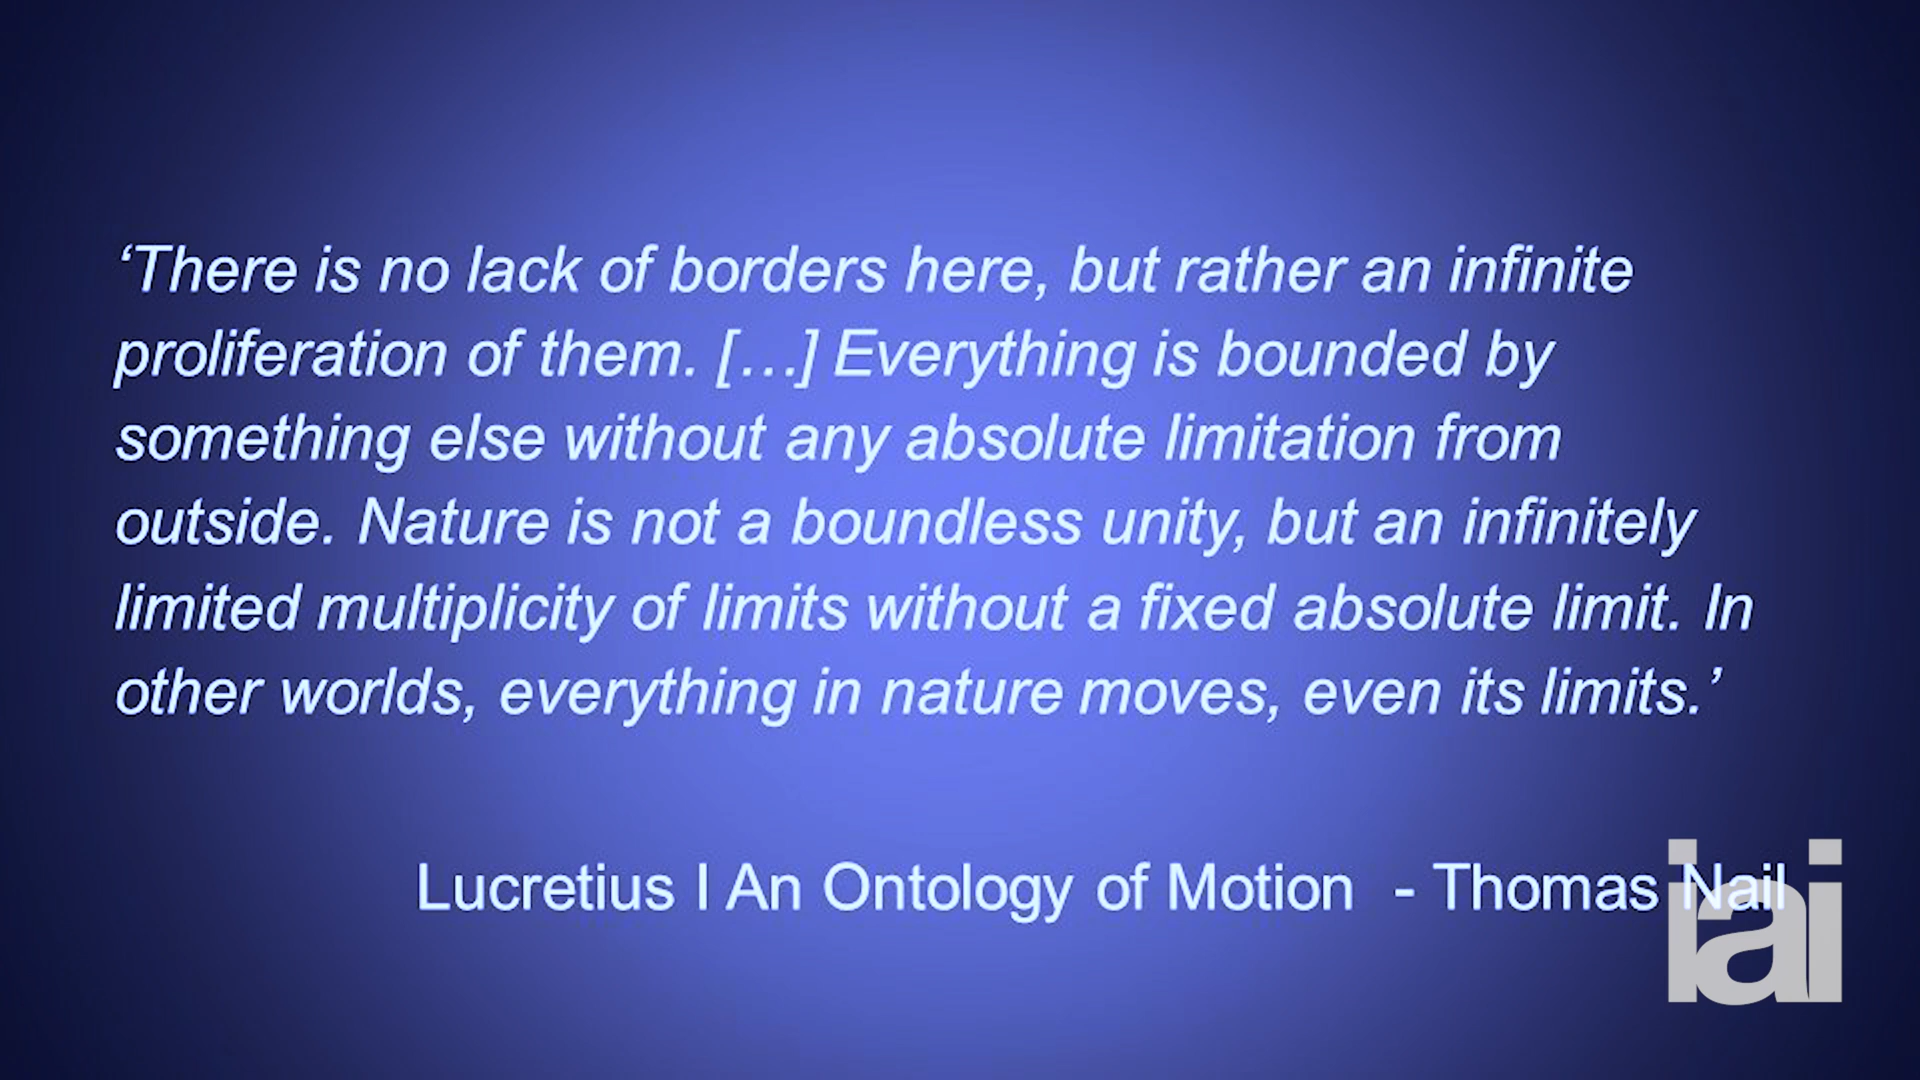 ‘There is no lack of borders here, but rather an infinite
proliferation of them. […] Everything is bounded by
something else without any absolute limitation from
outside. Nature is not a boundless unity, but an infinitely
limited multiplicity of limits without a fixed absolute limit. In
other worlds, everything in nature moves, even its limits.’
Lucretius I An Ontology of Motion - Thomas Nail
iai